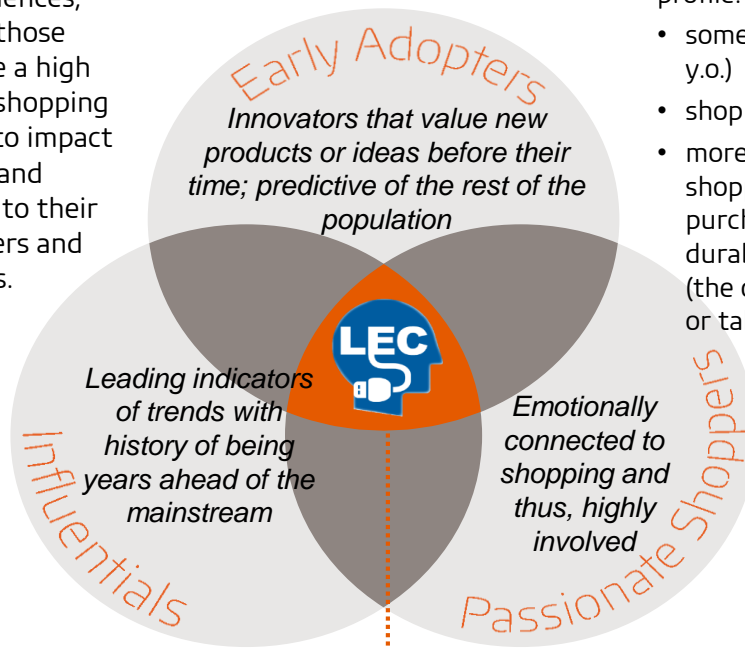 those
e a high
shopping
to impact
and
to their
ers and
s.
Early Adopters
Innovators that value new
products or ideas before their
time; predictive of the rest of the
population
• some
y.o.)
• shop
• more
shop
purch
durab
(the
or ta
LEC
Leading indicators
of trends with
history of being
years ahead of the
mainstream
Influentials
Emotionally
connected to
shopping and
thus, highly
involved
Passionate Shoppers